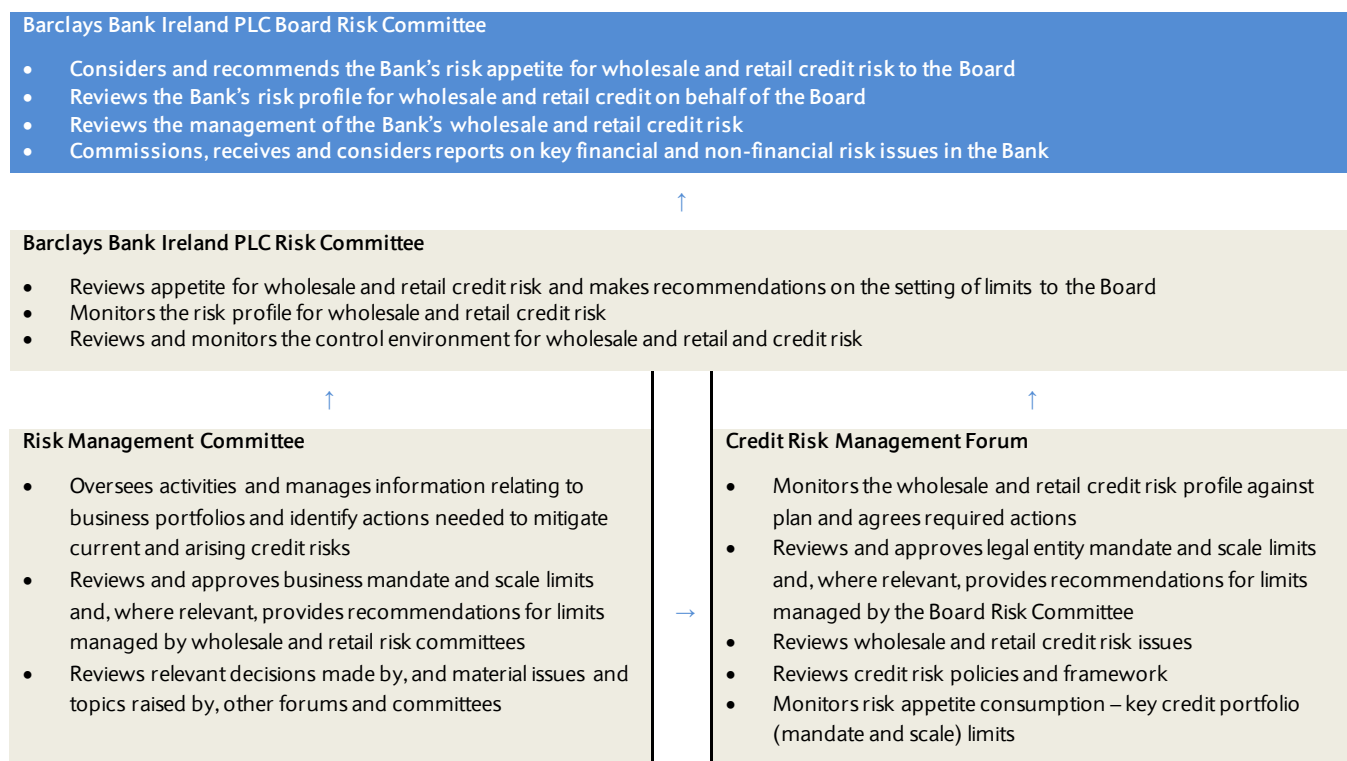 Barclays Bank Ireland PLC Board Risk Committee
• Considers and recommends the Bank's risk appetite for wholesale and retail credit risk to the Board
• Reviews the Bank's risk profile for wholesale and retail credit on behalf of the Board
• Reviews the management of the Bank's wholesale and retail credit risk
• Commissions, receives and considers reports on key financial and non-financial risk issues in the Bank
↑
Barclays Bank Ireland PLC Risk Committee
• Reviews appetite for wholesale and retail credit risk and makes recommendations on the setting of limits to the Board
• Monitors the risk profile for wholesale and retail credit risk
• Reviews and monitors the control environment for wholesale and retail and credit risk
↑
Risk Management Committee
• Oversees activities and manages information relating to
business portfolios and identify actions needed to mitigate
current and arising credit risks
• Reviews and approves business mandate and scale limits
and, where relevant, provides recommendations for limits
managed by wholesale and retail risk committees
• Reviews relevant decisions made by, and material issues and
topics raised by, other forums and committees
→
↑
Credit Risk Management Forum
• Monitors the wholesale and retail credit risk profile against
plan and agrees required actions
• Reviews and approves legal entity mandate and scale limits
and, where relevant, provides recommendations for limits
managed by the Board Risk Committee
• Reviews wholesale and retail credit risk issues
• Reviews credit risk policies and framework
• Monitors risk appetite consumption – key credit portfolio
(mandate and scale) limits